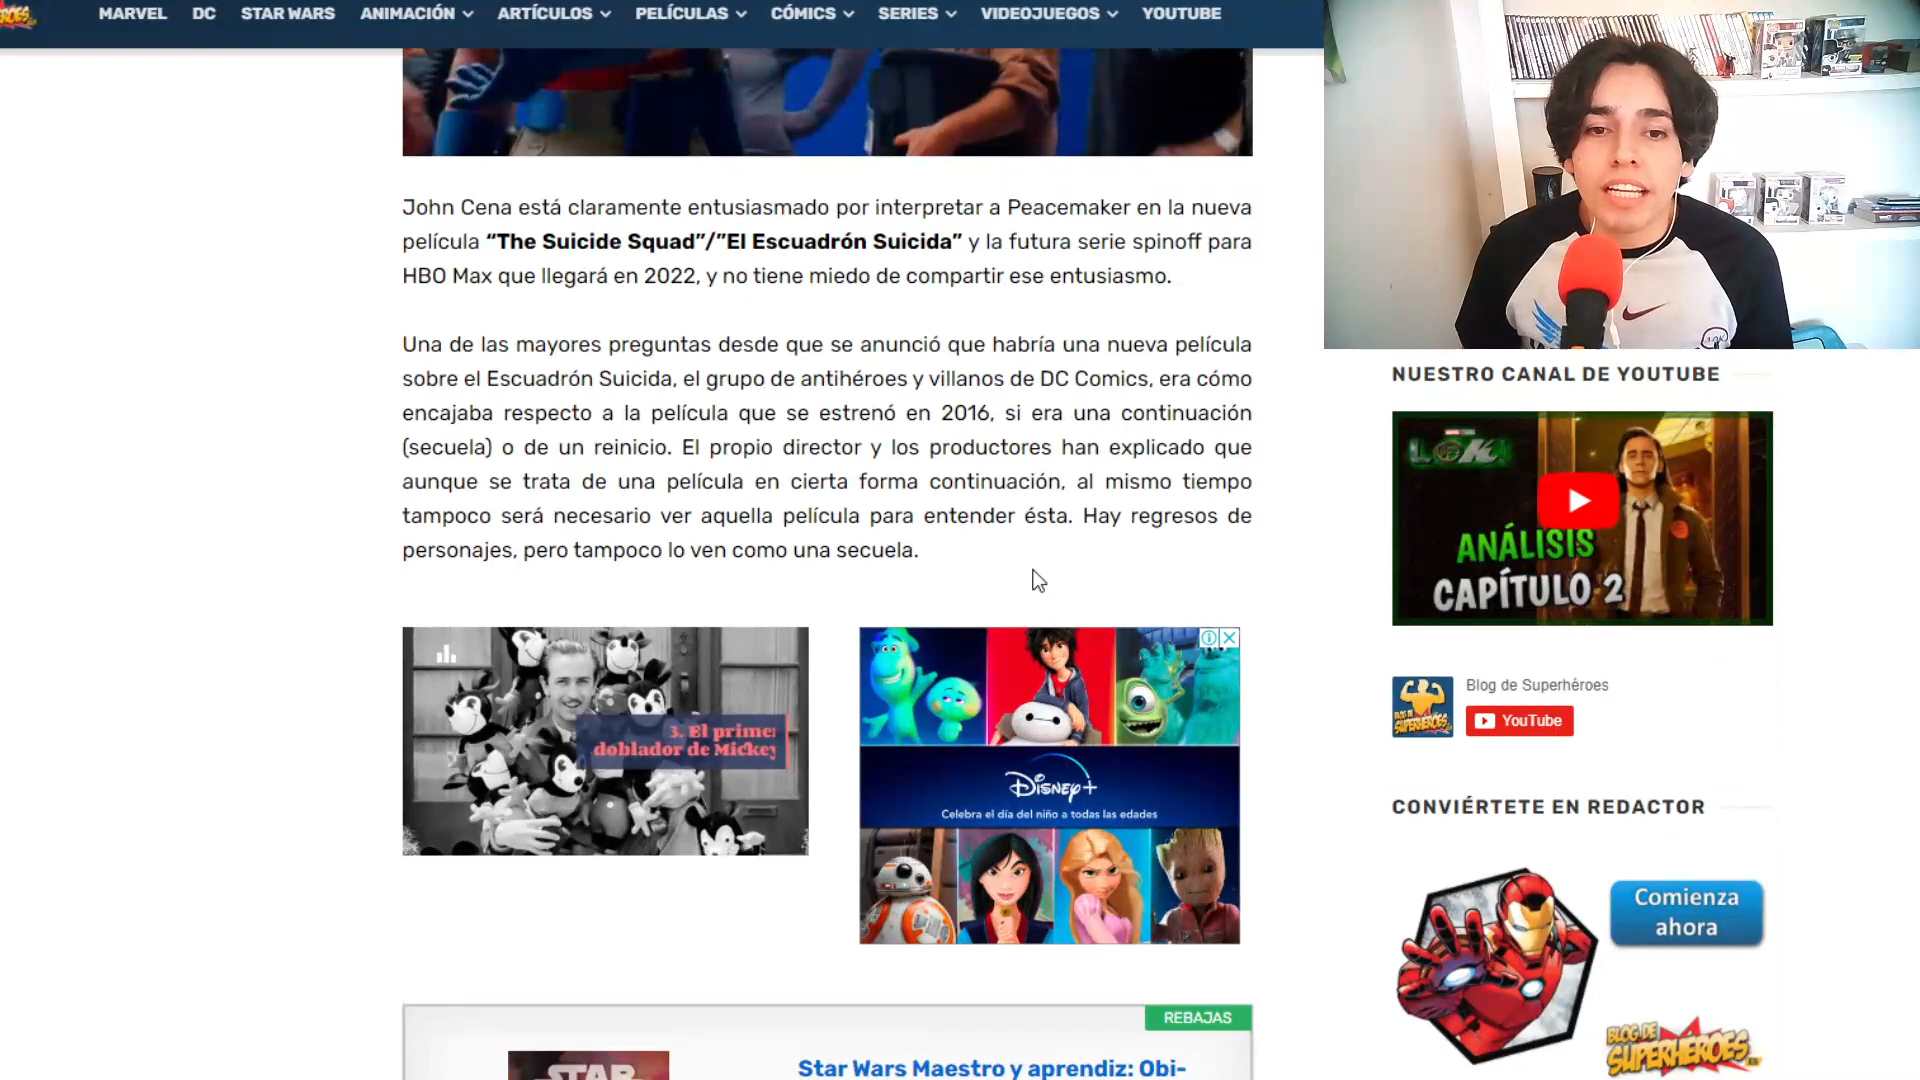 MARVEL DC STAR WARS ANIMACIÓN ARTÍCULOS PELÍCULAS CÓMICS SERIES VIDEOJUEGOS YOUTUBE
John Cena está claramente entusiasmado por interpretar a Peacemaker en la nueva
película “The Suicide Squad”/”El Escuadrón Suicida” y la futura serie spinoff para
HBO Max que llegará en 2022, y no tiene miedo de compartir ese entusiasmo.
Una de las mayores preguntas desde que se anunció que habría una nueva película
sobre el Escuadrón Suicida, el grupo de antihéroes y villanos de DC Comics, era cómo
encajaba respecto a la película que se estrenó en 2016, si era una continuación
(secuela) o de un reinicio. El propio director y los productores han explicado que
aunque se trata de una película en cierta forma continuación, al mismo tiempo
tampoco será necesario ver aquella película para entender ésta. Hay regresos de
personajes, pero tampoco lo ven como una secuela.
3. El primer
doblador de Mickey
Disney+
Celebra el día del niño a todas las edades
REBAJAS
STAR
Star Wars Maestro y aprendiz: Obi-
NUESTRO CANAL DE YOUTUBE
LOKI
ANÁLISIS
CAPÍTULO 2
BLOG DE
SUPERHÉROES
Blog de Superhéroes
YouTube
CONVIÉRTETE EN REDACTOR
Comienza
ahora
BLOG DE
SUPERHÉROES